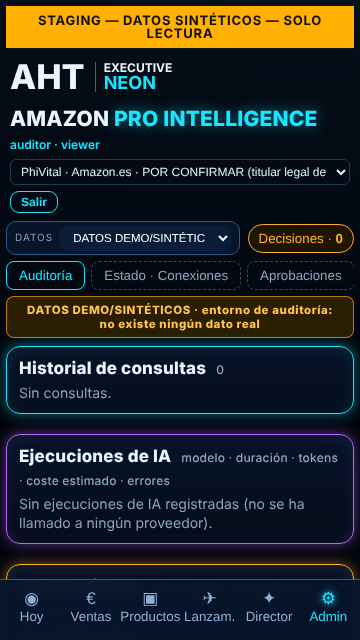 STAGING — DATOS SINTÉTICOS — SOLO
LECTURA
AHT EXECUTIVE
NEON
AMAZON PRO INTELLIGENCE
auditor · viewer
PhiVital · Amazon.es - POR CONFIRMAR (titular legal de
Salir
DATOS DATOS DEMO/SINTÉTIC Decisiones · 0
Auditoría Estado · Conexiones Aprobaciones
DATOS DEMO/SINTÉTICOS · entorno de auditoría:
no existe ningún dato real
Historial de consultas 0
Sin consultas.
Ejecuciones de IA modelo · duración · tokens
· coste estimado · errores
Sin ejecuciones de IA registradas (no se ha
llamado a ningún proveedor).
Hoy Ventas Productos Lanzam. Director Admin